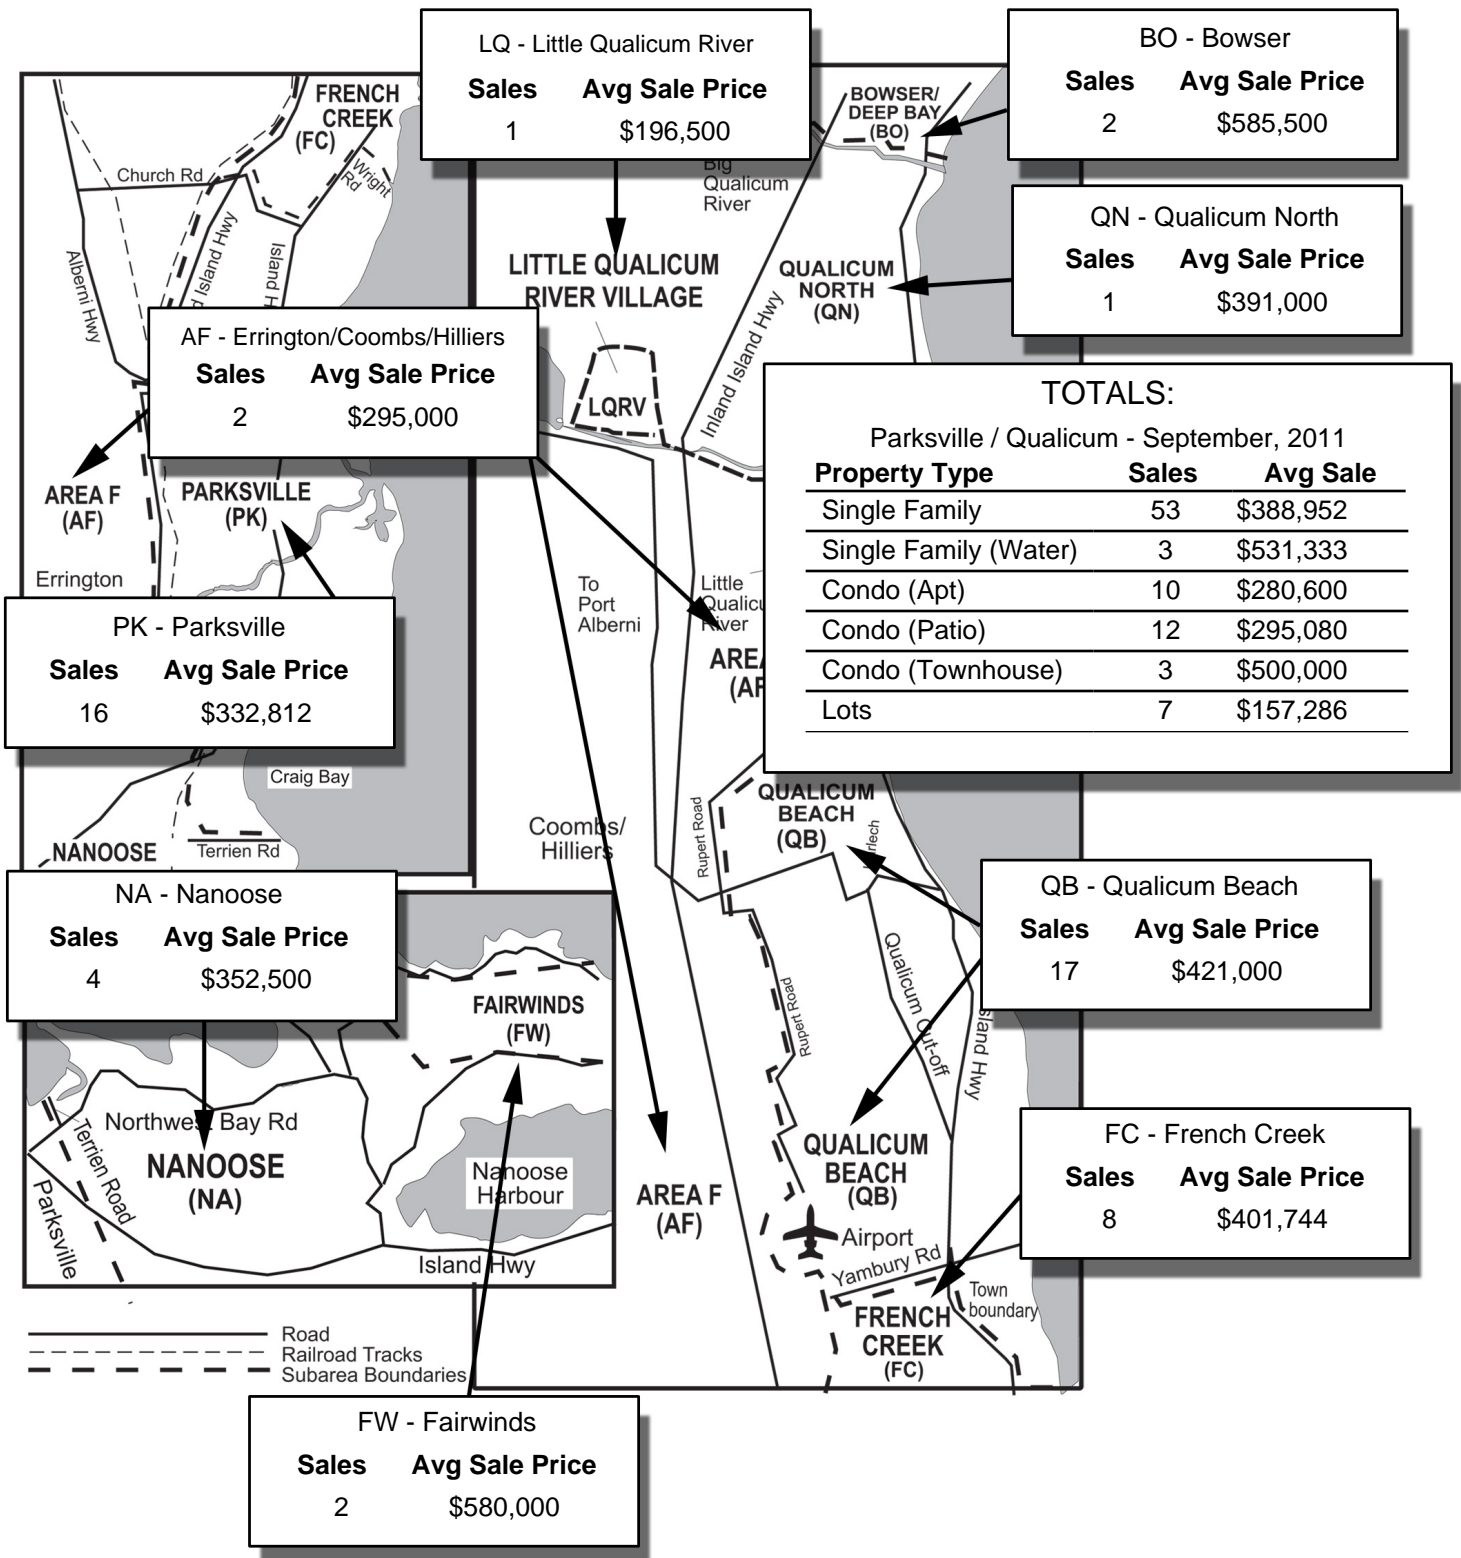 LQ - Little Qualicum River
Sales Avg Sale Price
1 $196,500
BO - Bowser
Sales Avg Sale Price
2 $585,500
QN - Qualicum North
Sales Avg Sale Price
1 $391,000
FRENCH
CREEK
(FC)
Church Rd
Wright
Rd
Alberni Hwy
Island Hwy
Island
Big
Qualicum
River
BOWSER/
DEEP BAY
(BO)
LITTLE QUALICUM
RIVER VILLAGE
QUALICUM
NORTH
(QN)
Inland Island Hwy
LQRV
AF - Errington/Coombs/Hilliers
Sales Avg Sale Price
2 $295,000
TOTALS:
Parksville / Qualicum - September, 2011
Property Type Sales Avg Sale
Single Family 53 $388,952
Single Family (Water) 3 $531,333
Condo (Apt) 10 $280,600
Condo (Patio) 12 $295,080
Condo (Townhouse) 3 $500,000
Lots 7 $157,286
AREA F
(AF)
PARKSVILLE
(PK)
Errington
To
Port
Alberni
Little
River
PK - Parksville
Sales Avg Sale Price
16 $332,812
Craig Bay
NANOOSE
Terrien Rd
Coombs/
Hilliers
Rupert Road
QUALICUM
BEACH
(QB)
NA - Nanoose
Sales Avg Sale Price
4 $352,500
QB - Qualicum Beach
Sales Avg Sale Price
17 $421,000
Qualicum Cut-off
Rupert Road
Hwy
FAIRWINDS
(FW)
Northwest Bay Rd
Terrien Road
Parksville
NANOOSE
(NA)
Nanoose
Harbour
Island Hwy
AREA F
(AF)
QUALICUM
BEACH
(QB)
Airport
Yambury Rd
FC - French Creek
Sales Avg Sale Price
8 $401,744
Town
boundary
FRENCH
CREEK
(FC)
Road
Railroad Tracks
Subarea Boundaries
FW - Fairwinds
Sales Avg Sale Price
2 $580,000